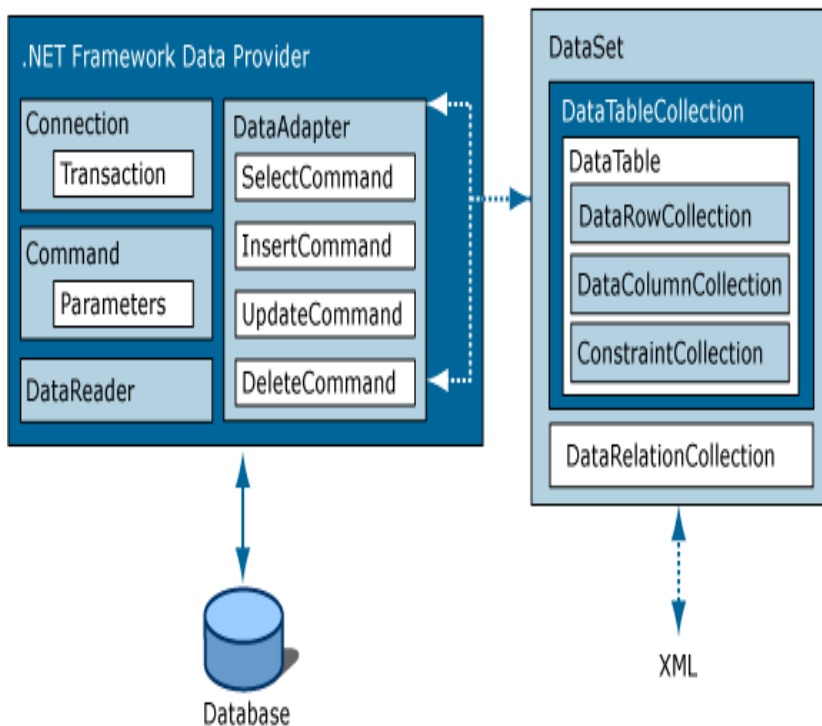 .NET Framework Data Provider
Connection
Transaction
Command
Parameters
DataReader
DataAdapter
SelectCommand
InsertCommand
UpdateCommand
DeleteCommand
Database
DataSet
DataTableCollection
DataTable
DataRowCollection
DataColumnCollection
ConstraintCollection
DataRelationCollection
XML